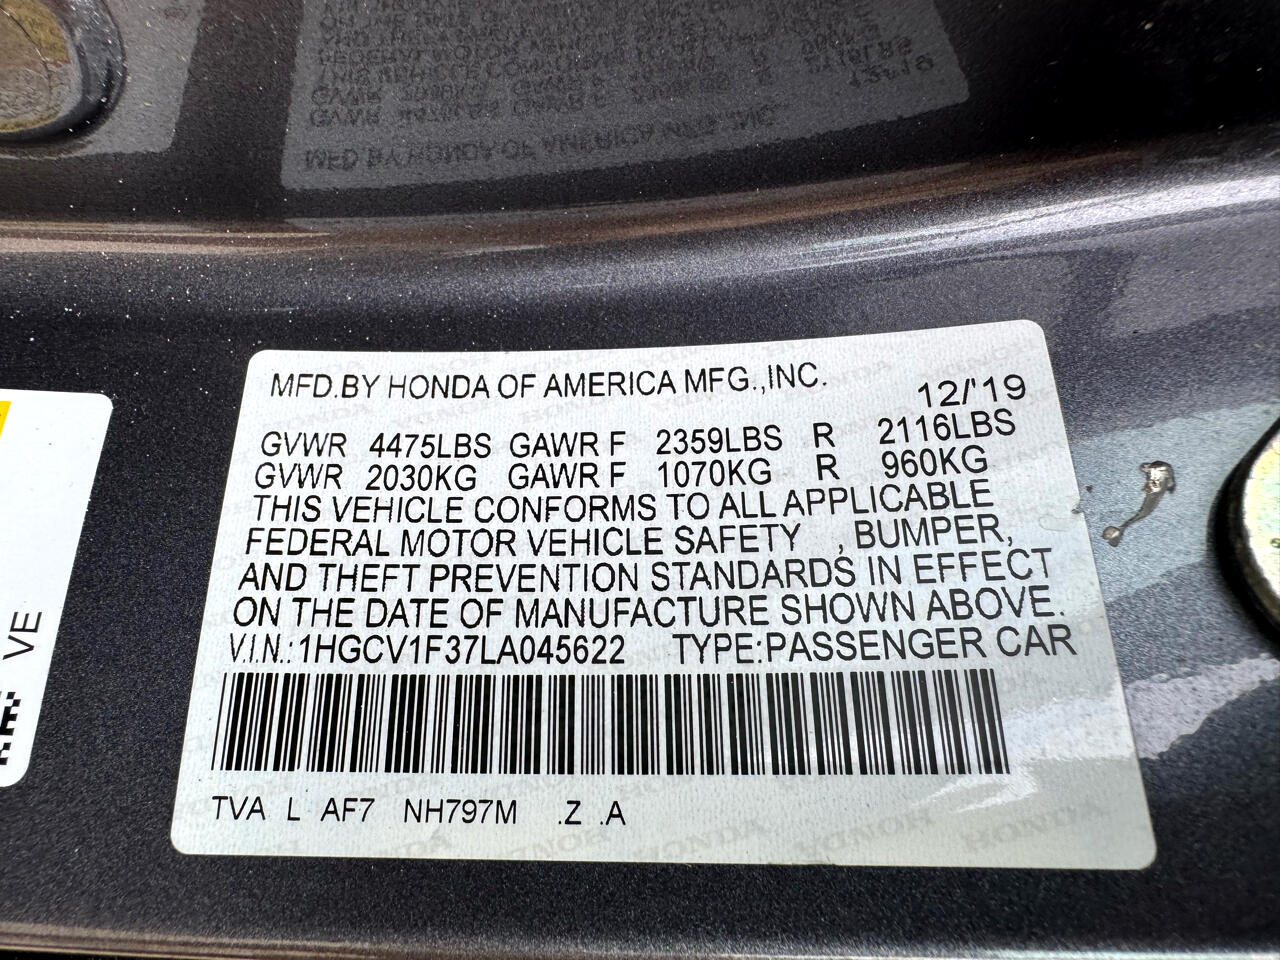 MFD.BY HONDA OF AMERICA MFG.,INC.
12/'19
GVWR 4475LBS GAWR F 2359LBS R 2116LBS
GVWR 2030KG GAWR F 1070KG R 960KG
THIS VEHICLE CONFORMS TO ALL APPLICABLE
FEDERAL MOTOR VEHICLE SAFETY , BUMPER,
AND THEFT PREVENTION STANDARDS IN EFFECT
ON THE DATE OF MANUFACTURE SHOWN ABOVE.
V.I.N.: 1HGCV1F37LA045622 TYPE:PASSENGER CAR
TVA L AF7 NH797M .Z .A
VE